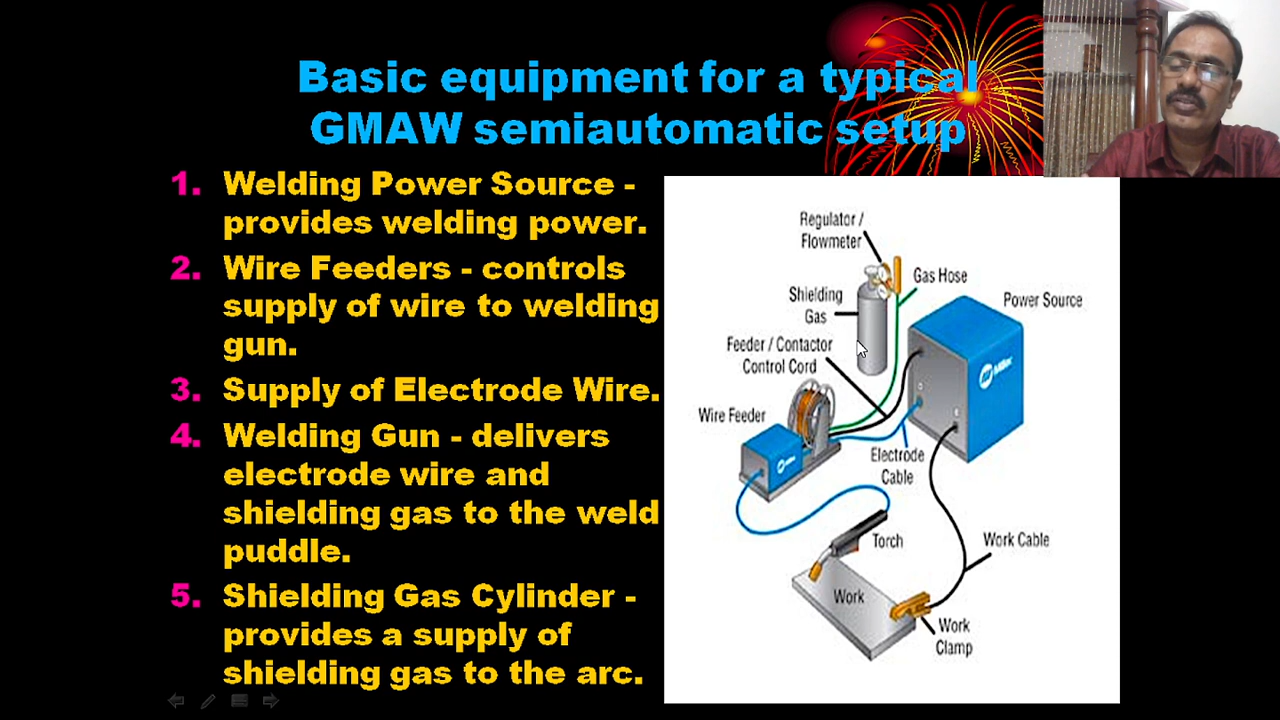 Basic equipment for a typical
GMAW semiautomatic setup
1. Welding Power Source -
provides welding power.
2. Wire Feeders - controls
supply of wire to welding
gun.
3. Supply of Electrode Wire.
4. Welding Gun - delivers
electrode wire and
shielding gas to the weld
puddle.
5. Shielding Gas Cylinder -
provides a supply of
shielding gas to the arc.
Regulator /
Flowmeter
Gas Hose
Shielding
Gas
Power Source
Feeder / Contactor
Control Cord
Miller
Wire Feeder
Electrode
Cable
Torch
Work Cable
Work
Work
Clamp